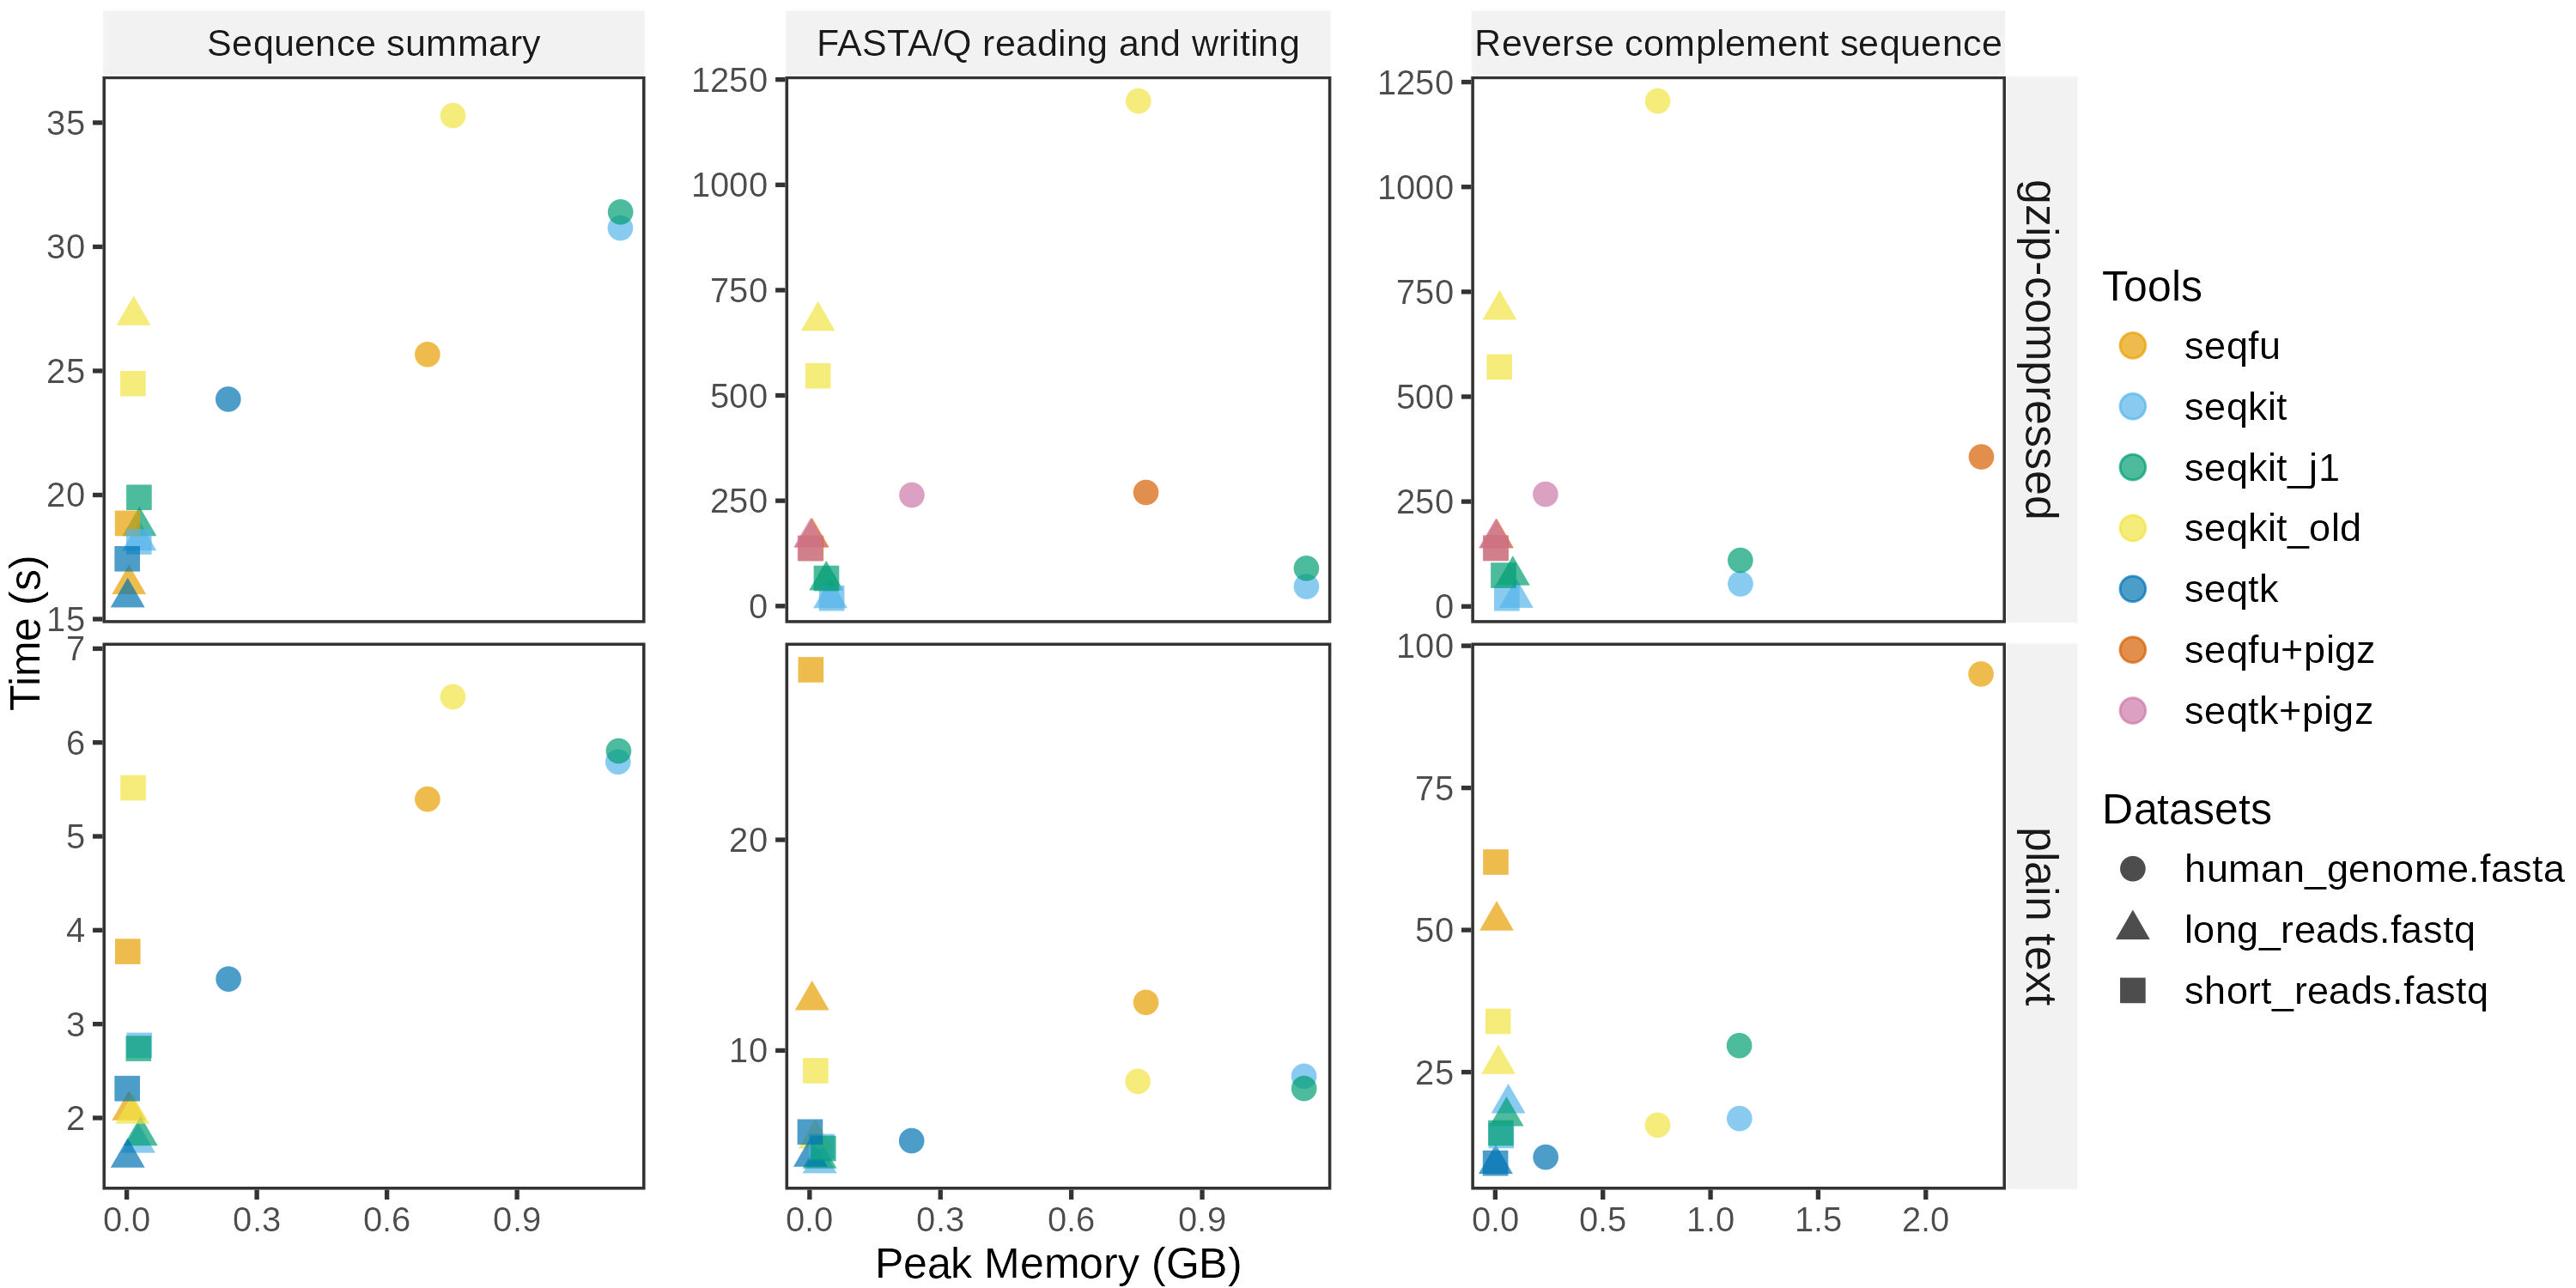 Sequence summary
FASTA/Q reading and writing
Reverse complement sequence
35
30
25
20
15
1250
1000
750
500
250
0
1250
1000
750
500
250
0
gzip-compressed
Time (s)
7
6
5
4
3
2
20
10
100
75
50
25
plain text
0.0 0.3 0.6 0.9
0.0 0.3 0.6 0.9
0.0 0.5 1.0 1.5 2.0
Peak Memory (GB)
Tools
seqfu
seqkit
seqkit_j1
seqkit_old
seqtk
seqfu+pigz
seqtk+pigz
Datasets
human_genome.fasta
long_reads.fastq
short_reads.fastq